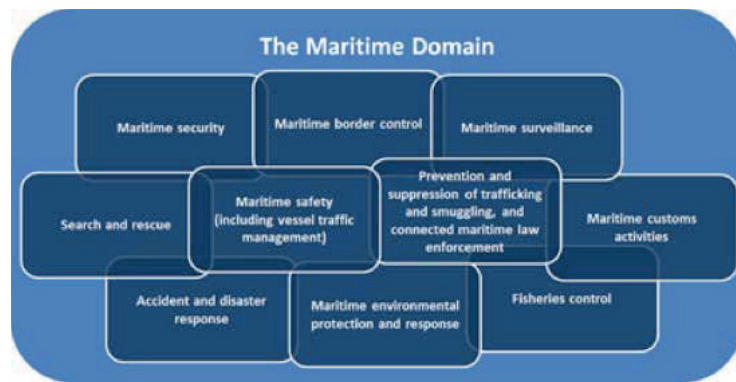 The Maritime Domain
Maritime security
Maritime border control
Maritime surveillance
Search and rescue
Maritime safety
(including vessel traffic
management)
Prevention and
suppression of trafficking
and smuggling, and
connected maritime law
enforcement
Maritime customs
activities
Accident and disaster
response
Maritime environmental
protection and response
Fisheries control